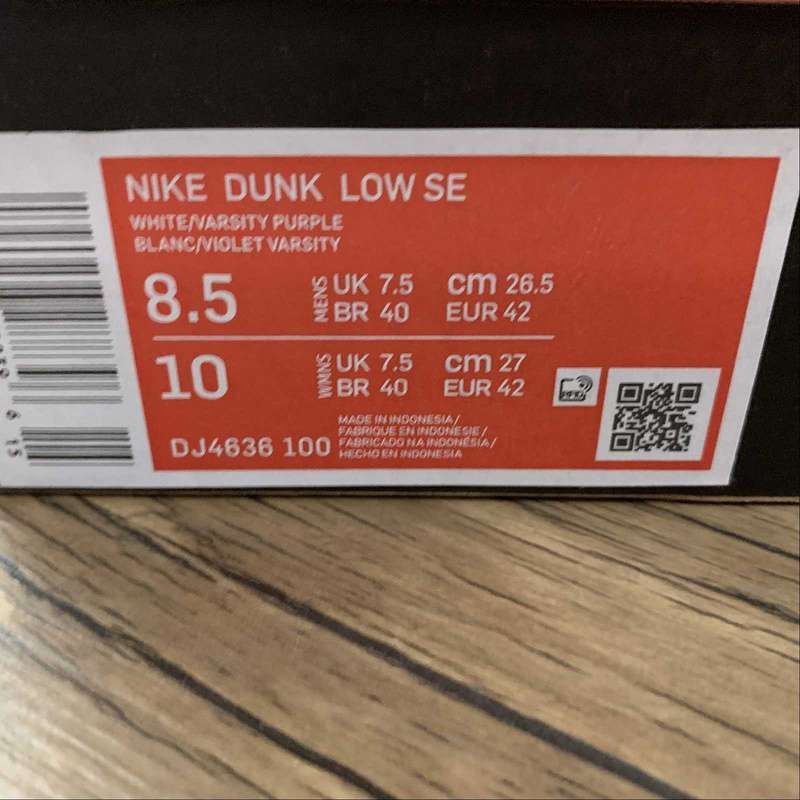 NIKE DUNK LOW SE
WHITE/VARSITY PURPLE
BLANC/VIOLET VARSITY
8.5 MENS UK 7.5 cm 26.5
BR 40 EUR 42
10 WMNS UK 7.5 cm 27
BR 40 EUR 42
DJ4636 100
MADE IN INDONESIA /
FABRIQUE EN INDONESIE /
FABRICADO NA INDONÉSIA /
HECHO EN INDONESIA
RFID